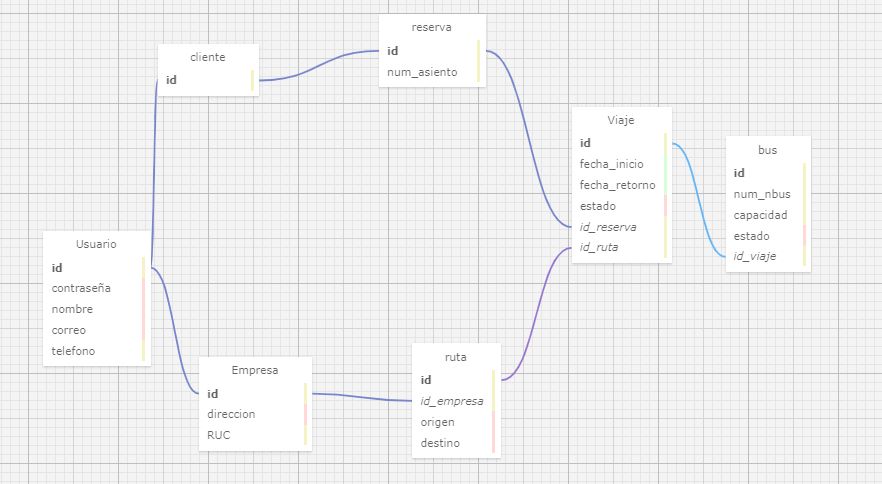 cliente
id
reserva
id
num_asiento
Viaje
id
fecha_inicio
fecha_retorno
estado
id_reserva
id_ruta
bus
id
num_nbus
capacidad
estado
id_viaje
Usuario
id
contraseña
nombre
correo
telefono
Empresa
id
direccion
RUC
ruta
id
id_empresa
origen
destino